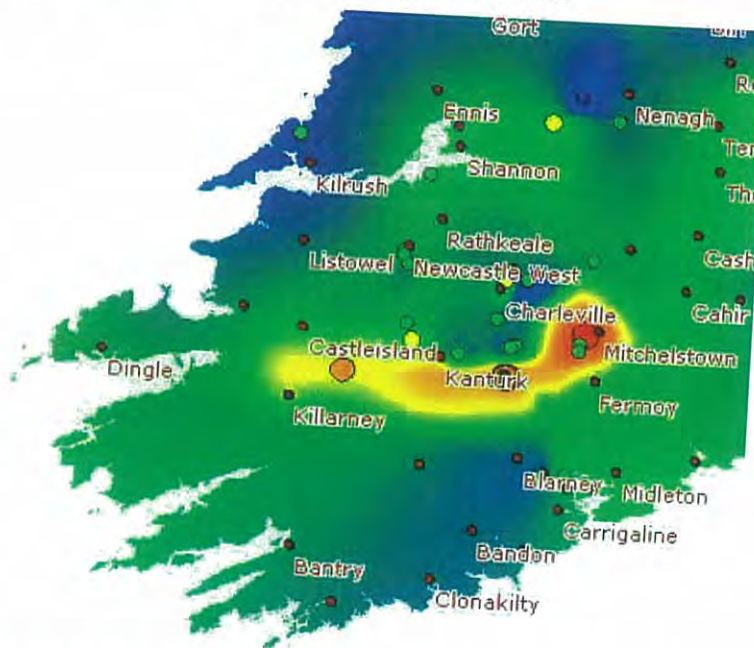 Gort
Ennis
Nenagh
Shannon
Kilrush
Rathkeale
Listowel
Newcastle West
Cash
Charleville
Cahir
Castleisland
Mitchelstown
Dingle
Kanturk
Fermoy
Killarney
Blarney
Midleton
Carrigaline
Bandon
Bantry
Clonakilty